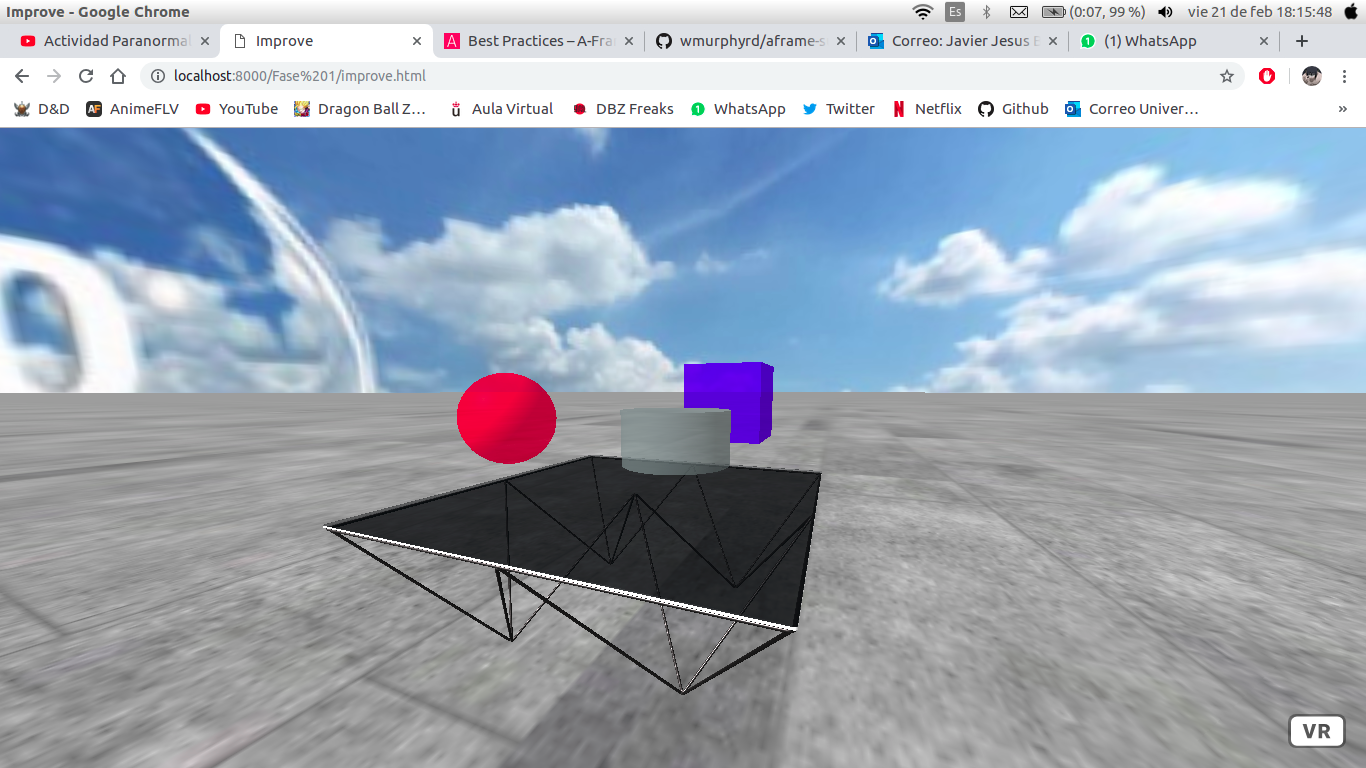 Improve - Google Chrome
Es
(0:07, 99 %)
vie 21 de feb 18:15:48
Actividad Paranormal
Improve
Best Practices – A-Fra
wmurphyrd/aframe-s
Correo: Javier Jesus B
(1) WhatsApp
localhost:8000/Fase%201/improve.html
D&D
AnimeFLV
YouTube
Dragon Ball Z…
Aula Virtual
DBZ Freaks
WhatsApp
Twitter
Netflix
Github
Correo Univer…
»
VR